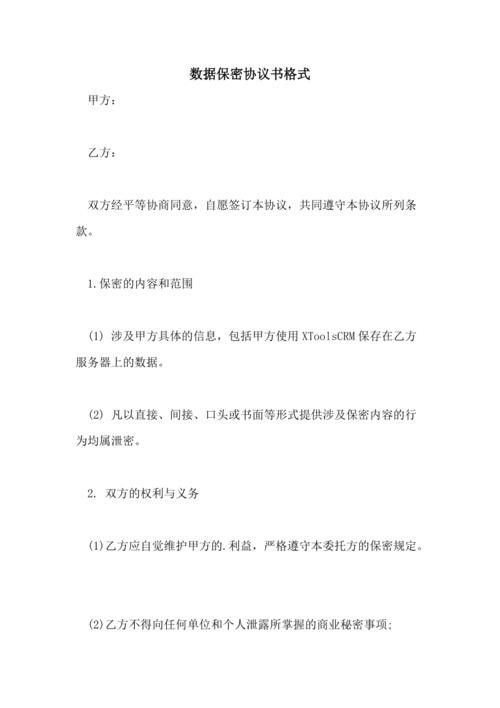 数据保密协议书格式
甲方：
乙方：
双方经平等协商同意，自愿签订本协议，共同遵守本协议所列条
款。
1.保密的内容和范围
(1) 涉及甲方具体的信息，包括甲方使用 XToolsCRM 保存在乙方
服务器上的数据。
(2) 凡以直接、间接、口头或书面等形式提供涉及保密内容的行
为均属泄密。
2. 双方的权利与义务
(1)乙方应自觉维护甲方的.利益，严格遵守本委托方的保密规定。
(2)乙方不得向任何单位和个人泄露所掌握的商业秘密事项;